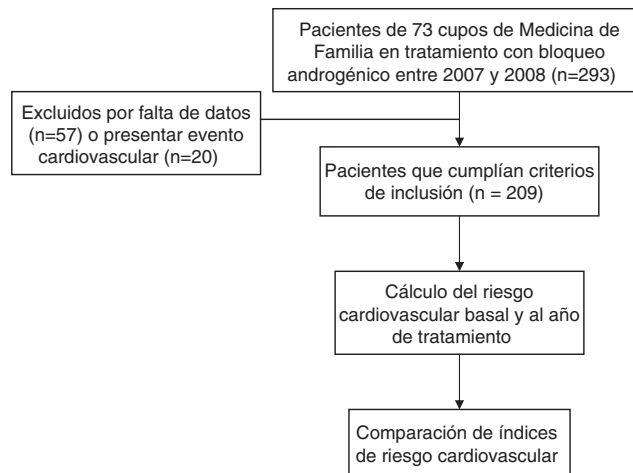 Pacientes de 73 cupos de Medicina de
Familia en tratamiento con bloqueo
androgénico entre 2007 y 2008 (n=293)
Excluidos por falta de datos
(n=57) o presentar evento
cardiovascular (n=20)
Pacientes que cumplían criterios
de inclusión (n = 209)
Cálculo del riesgo
cardiovascular basal y al año
de tratamiento
Comparación de índices
de riesgo cardiovascular